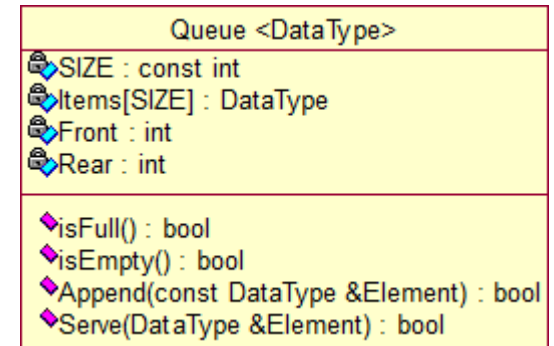 Queue <DataType>
SIZE : const int
Items[SIZE] : DataType
Front : int
Rear : int
isFull() : bool
isEmpty() : bool
Append(const DataType &Element) : bool
Serve(DataType &Element) : bool